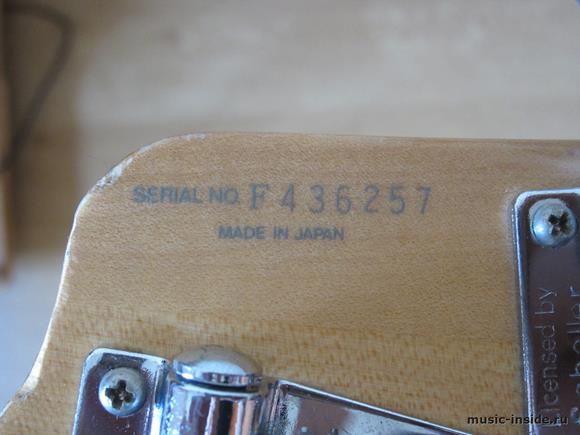 SERIAL NO. F436257
MADE IN JAPAN
licensed by
music-inside.ru